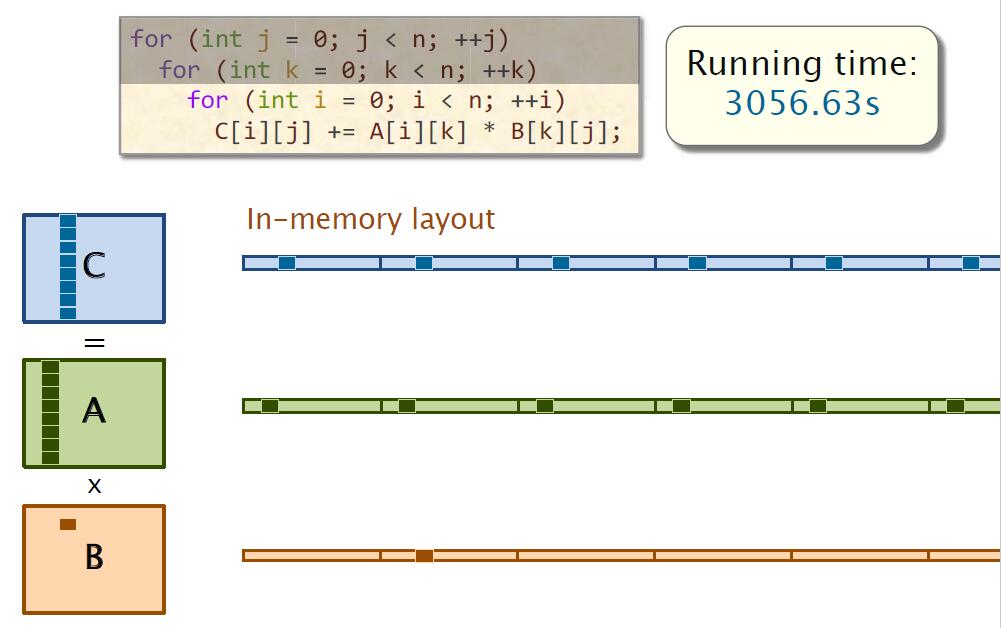 for (int j = 0; j < n; ++j)
  for (int k = 0; k < n; ++k)
    for (int i = 0; i < n; ++i)
      C[i][j] += A[i][k] * B[k][j];
Running time:
3056.63s
In-memory layout
C
=
A
x
B